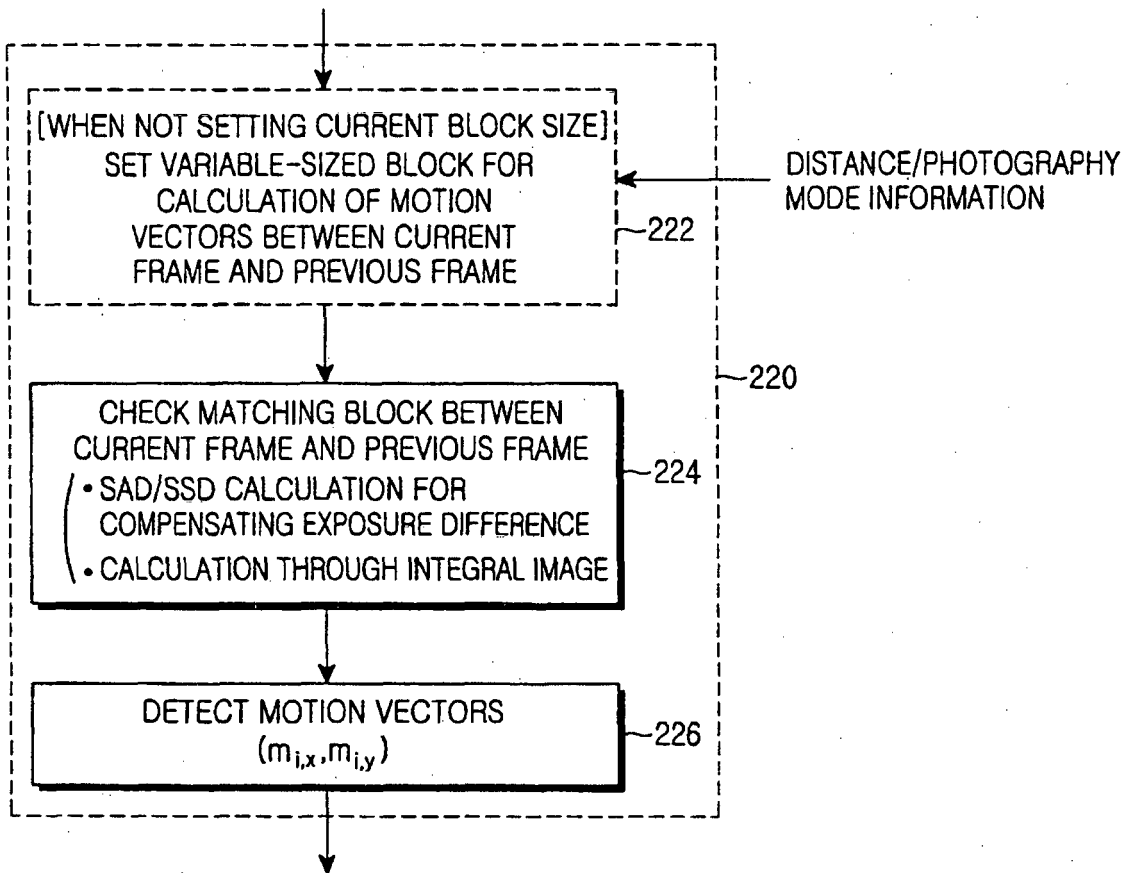 [WHEN NOT SETTING CURRENT BLOCK SIZE]
SET VARIABLE-SIZED BLOCK FOR
CALCULATION OF MOTION
VECTORS BETWEEN CURRENT
FRAME AND PREVIOUS FRAME
222
DISTANCE/PHOTOGRAPHY
MODE INFORMATION
220
CHECK MATCHING BLOCK BETWEEN
CURRENT FRAME AND PREVIOUS FRAME
• SAD/SSD CALCULATION FOR
COMPENSATING EXPOSURE DIFFERENCE
• CALCULATION THROUGH INTEGRAL IMAGE
224
DETECT MOTION VECTORS
(m_{i,x},m_{i,y})
226